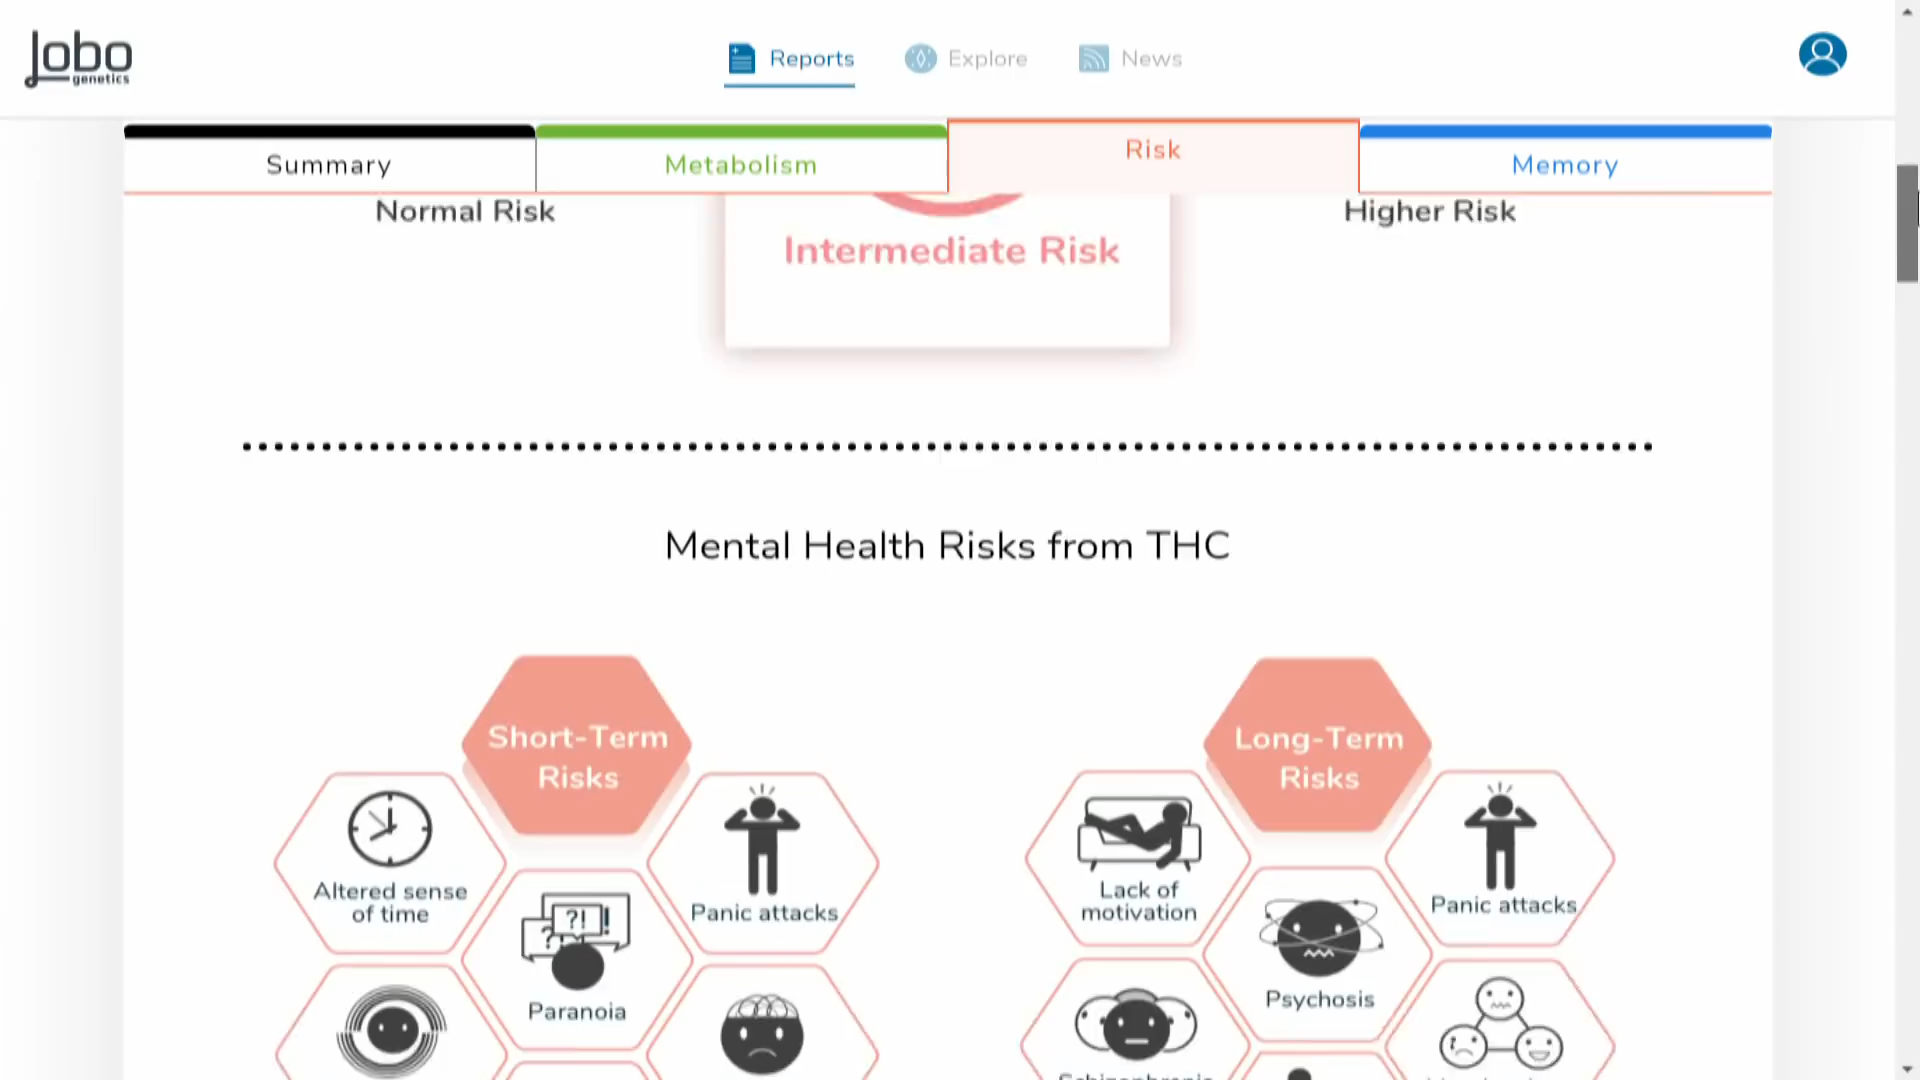 lobo
genetics
Reports
Explore
News
Summary
Metabolism
Risk
Memory
Normal Risk
Intermediate Risk
Higher Risk
Mental Health Risks from THC
Short-Term
Risks
Long-Term
Risks
Altered sense
of time
Panic attacks
?!
!
?!
Paranoia
Lack of
motivation
Panic attacks
Psychosis
Schizophrenia